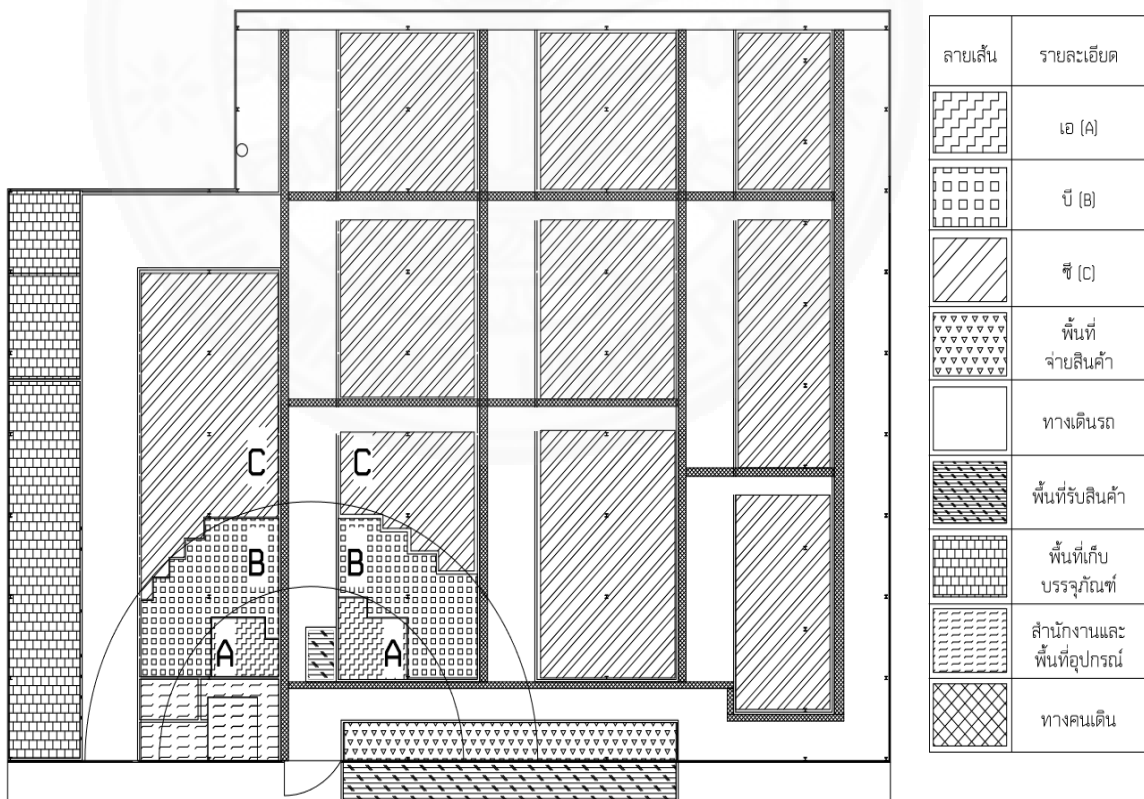 ลายเส้น รายละเอียด
เอ (A)
บี (B)
ซี (C)
พื้นที่
จ่ายสินค้า
ทางเดินรถ
พื้นที่รับสินค้า
พื้นที่เก็บ
บรรจุภัณฑ์
สำนักงานและ
พื้นที่อุปกรณ์
ทางคนเดิน
C C
B B
A A